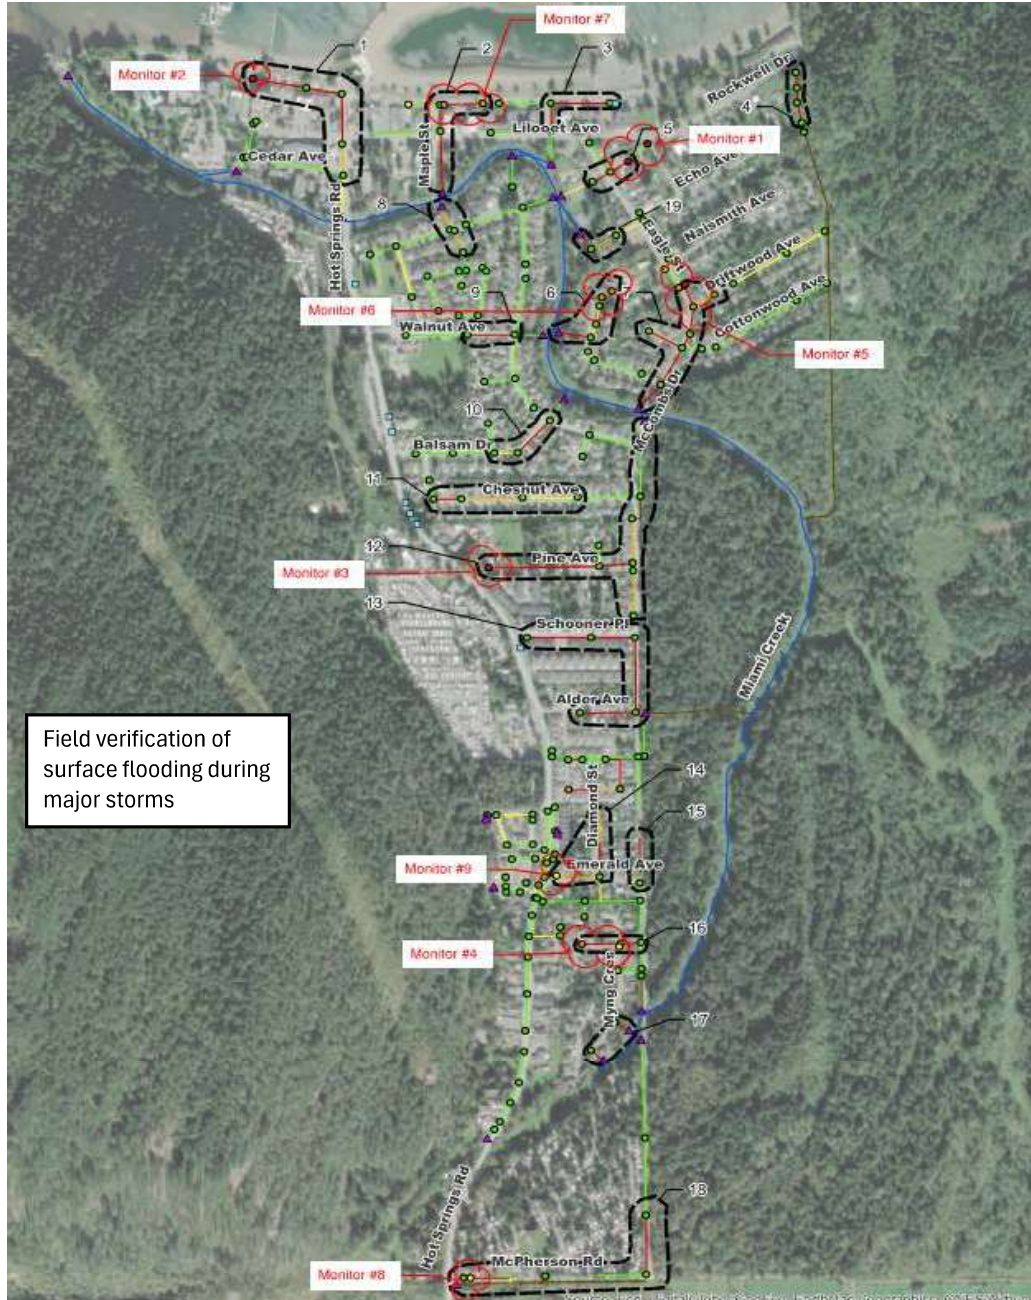 Monitor #7
1
2
3
Monitor #2
Rockwell Dr
4
Lilooet Ave
5
Monitor #1
Maple St
Cedar Ave
Echo Ave
Hot Springs Rd
8
19
Naismith Ave
Eagle St
Driftwood Ave
Cottonwood Ave
9
6
7
Monitor #6
Walnut Ave
Monitor #5
McCombs Dr
10
Balsam Dr
11
Chesnut Ave
12
Pine Ave
Monitor #3
13
Schooner Pl
Miami Creek
Alder Ave
Field verification of
surface flooding during
major storms
14
Diamond St
15
Emerald Ave
Monitor #9
16
Monitor #4
Myng Cres
17
Hot Springs Rd
18
McPherson Rd
Monitor #8